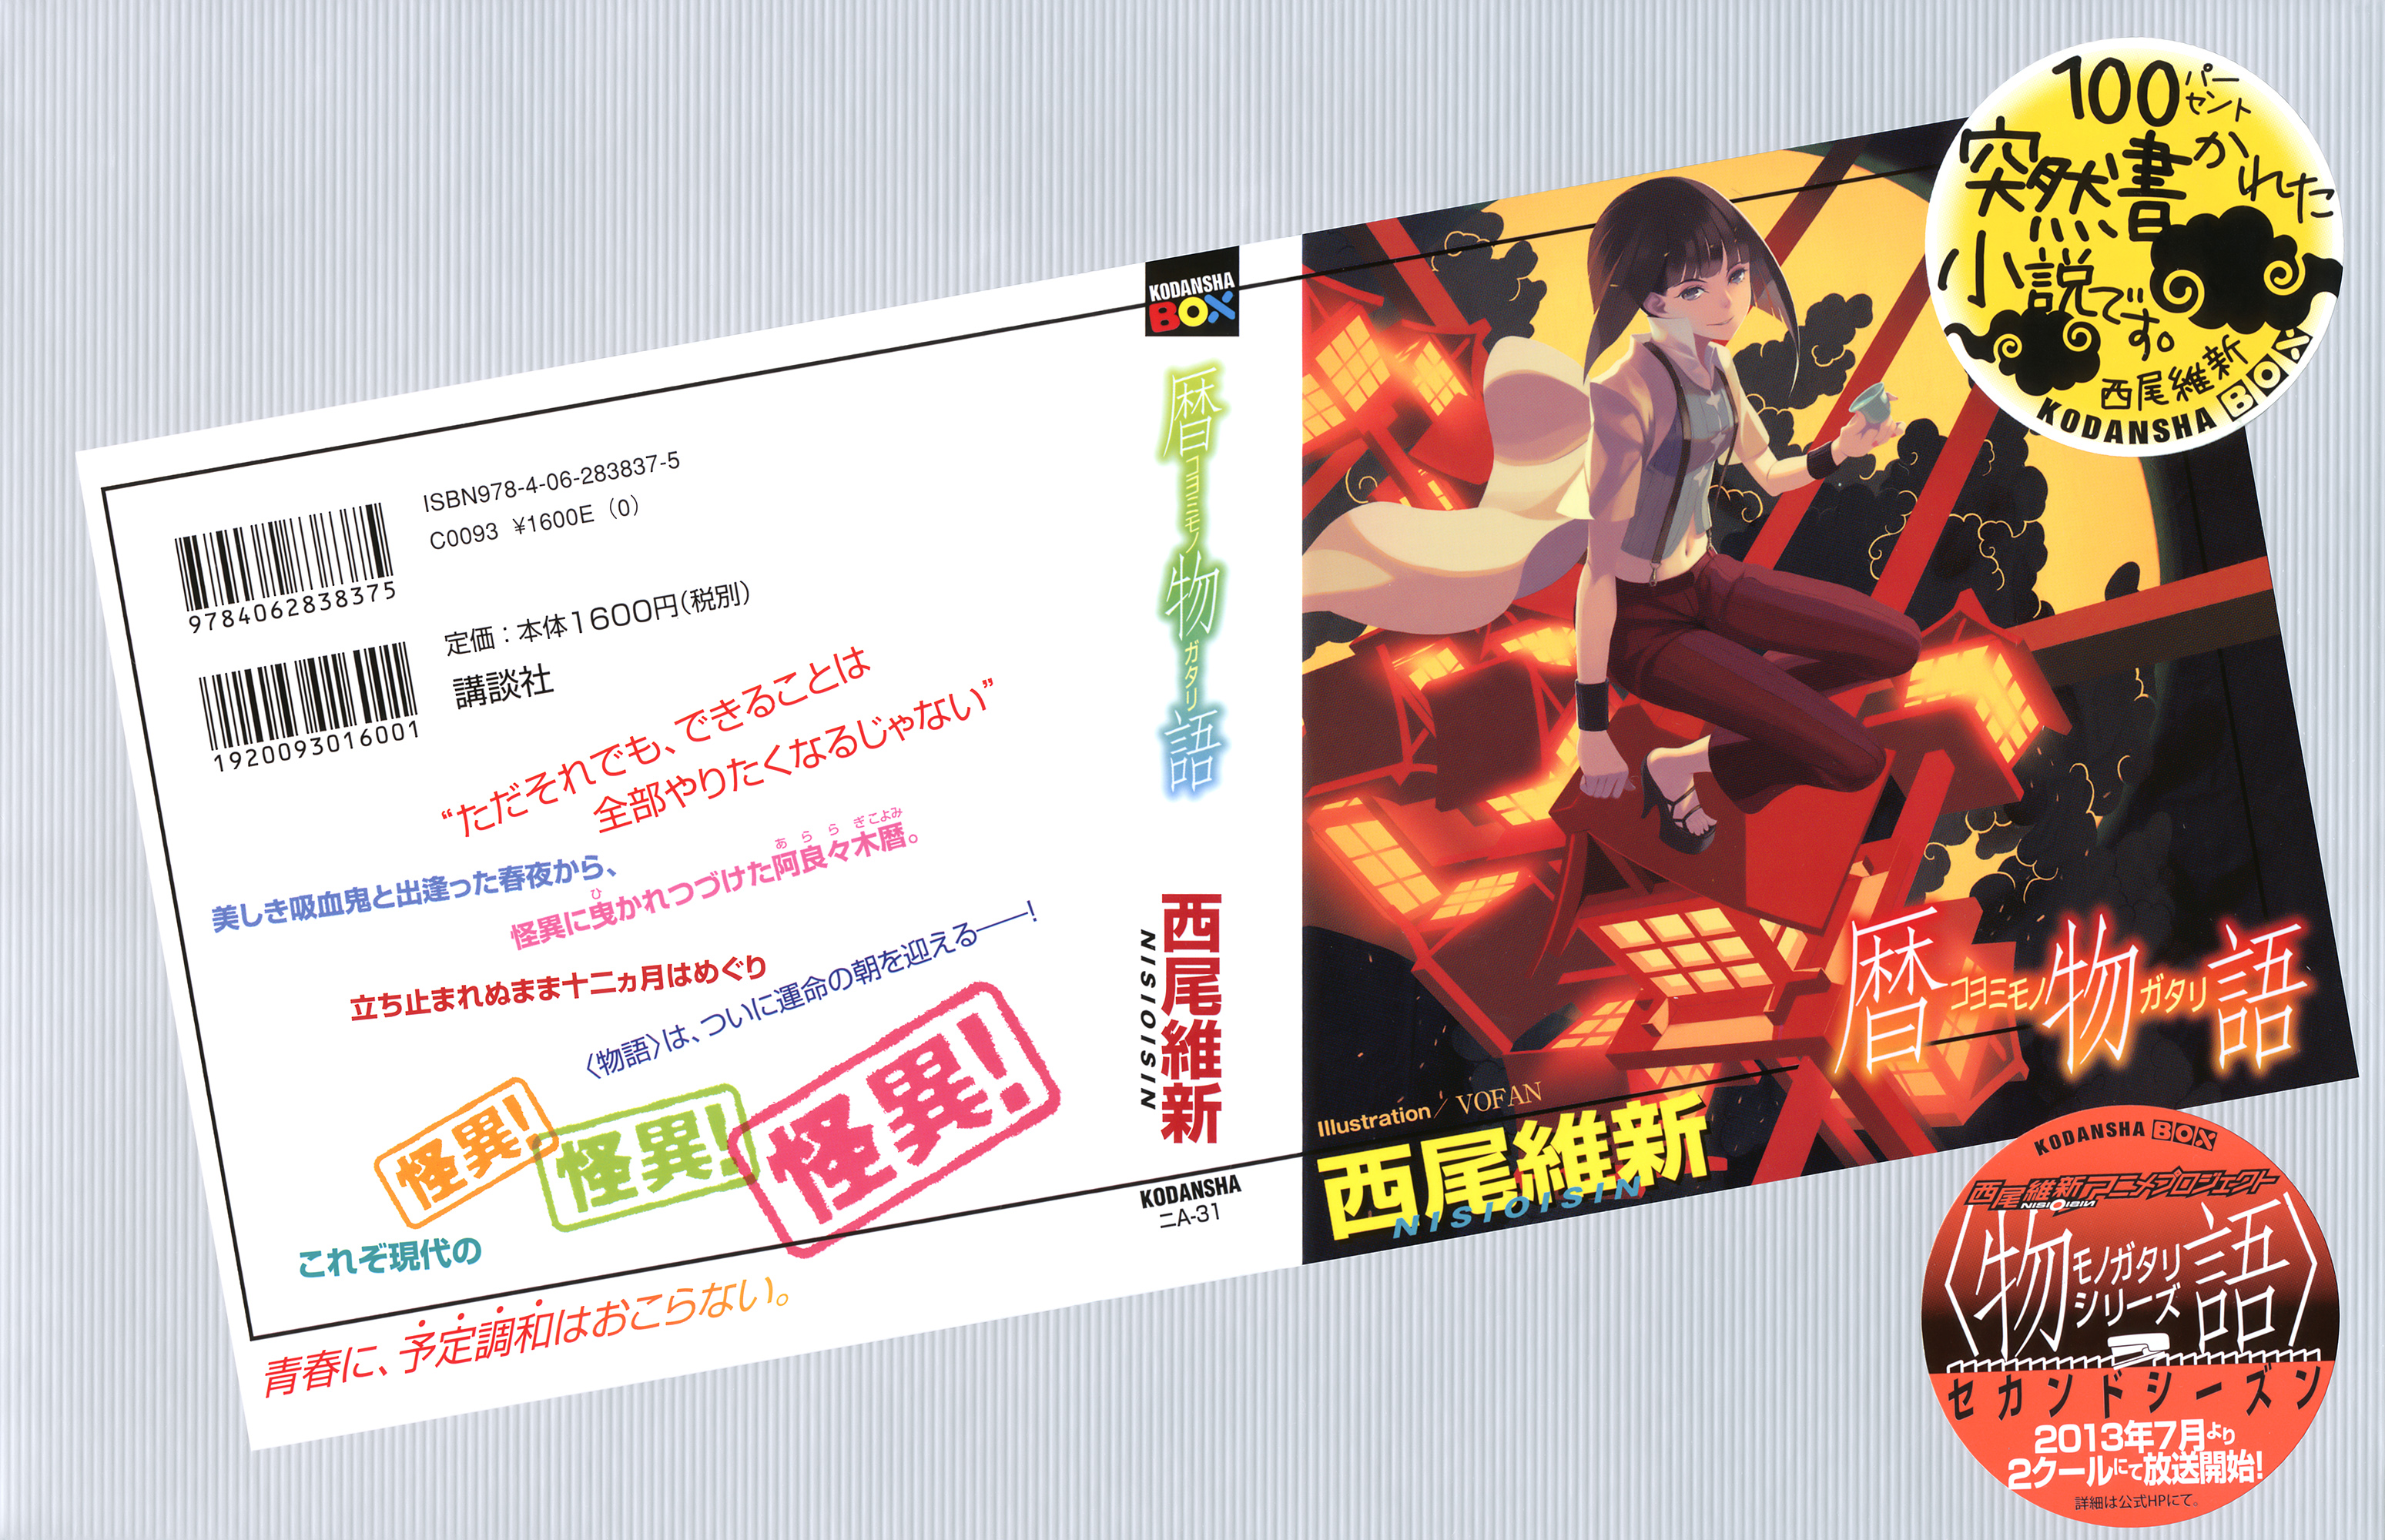 ISBN978-4-06-283837-5
C0093 ¥1600E (0)
9784062838375
定価：本体1600円(税別)
講談社
1920093016001
“ただそれでも、できることは
全部やりたくなるじゃない”
美しき吸血鬼と出逢った春夜から、
怪異に曳かれつづけた阿良々木暦。
ひ
あららぎこよみ
立ち止まれぬまま十二ヵ月はめぐり
〈物語〉は、ついに運命の朝を迎える――!
怪異!
怪異!
怪異!
これぞ現代の
青春に、予定調和はおこらない。
KODANSHA
BOX
暦物語
コヨミモノガタリ
西尾維新
NISIOISIN
KODANSHA
ニA-31
暦物語
コヨミモノガタリ
Illustration / VOFAN
西尾維新
NISIOISIN
100パーセント
突然書かれた
小説です。
西尾維新
KODANSHA BOX
KODANSHA BOX
西尾維新アニメプロジェクト
NISIOISIN
〈物語〉
モノガタリ
シリーズ
セカンドシーズン
2013年7月より
2クールにて放送開始!
詳細は公式HPにて。